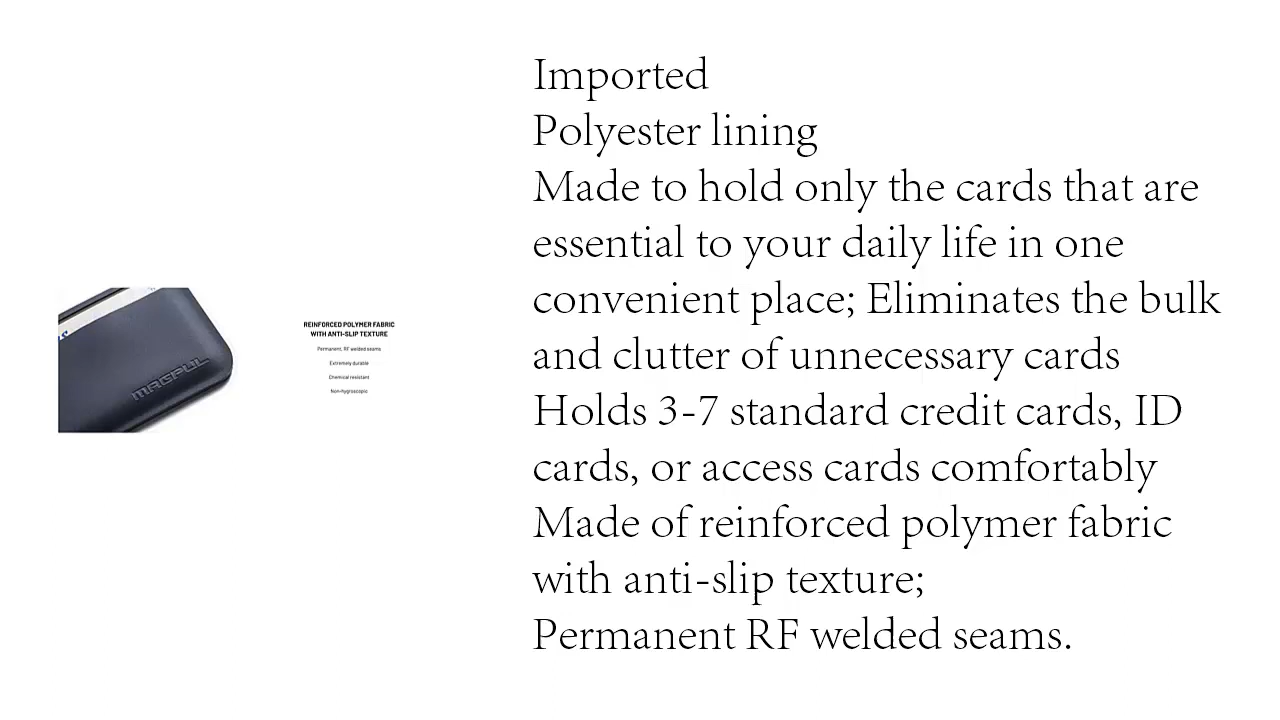 MAGPUL
REINFORCED POLYMER FABRIC
WITH ANTI-SLIP TEXTURE
Permanent, RF welded seams
Extremely durable
Chemical resistant
Non-hygroscopic
Imported
Polyester lining
Made to hold only the cards that are
essential to your daily life in one
convenient place; Eliminates the bulk
and clutter of unnecessary cards
Holds 3-7 standard credit cards, ID
cards, or access cards comfortably
Made of reinforced polymer fabric
with anti-slip texture;
Permanent RF welded seams.